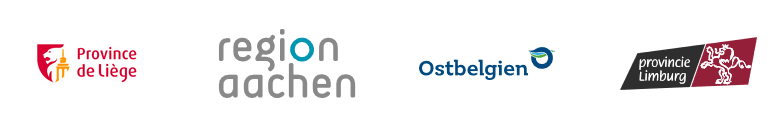 Province
de Liège
region
aachen
Ostbelgien
provincie
Limburg